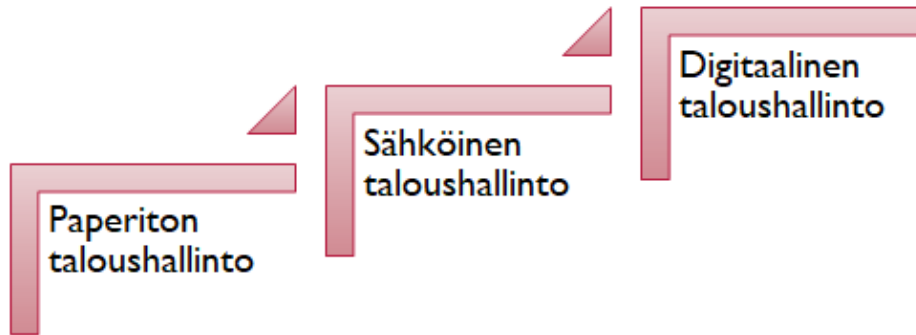 Paperiton
taloushallinto
Sähköinen
taloushallinto
Digitaalinen
taloushallinto